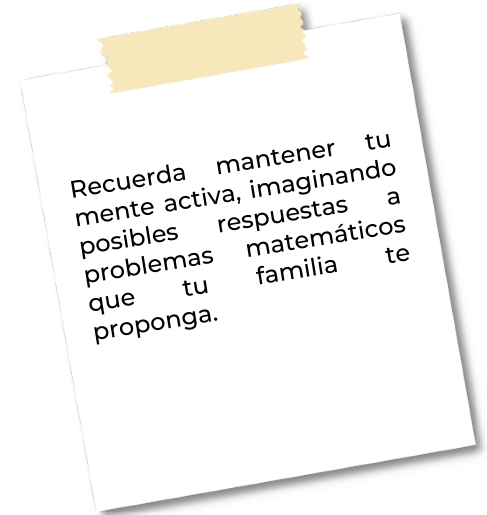 Recuerda mantener tu
mente activa, imaginando
posibles respuestas a
problemas matemáticos
que tu familia te
proponga.